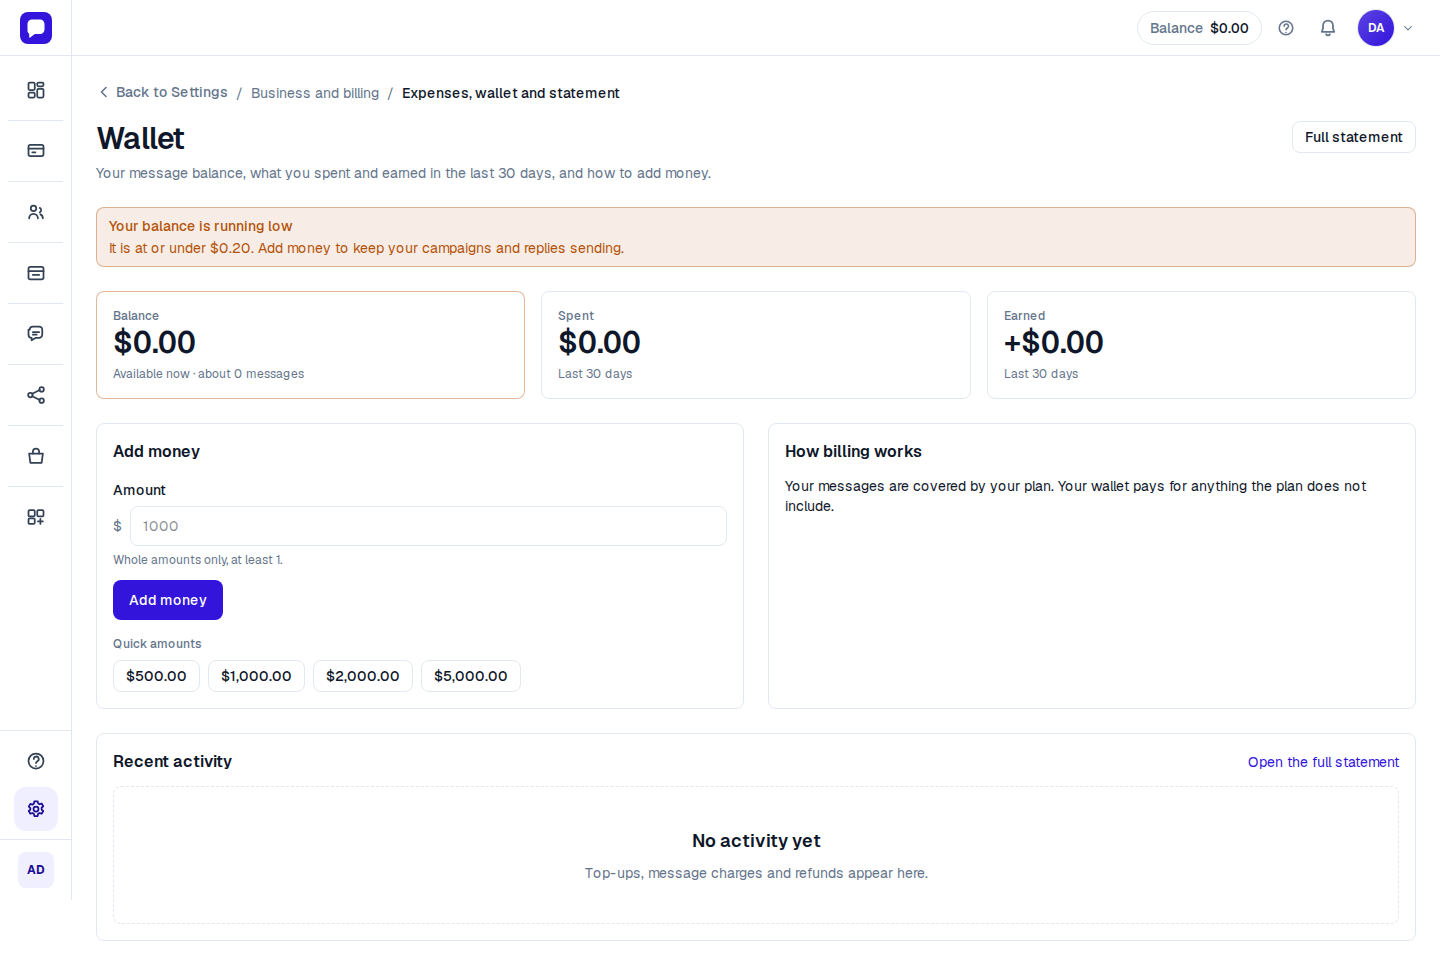 Balance $0.00
DA
Back to Settings / Business and billing / Expenses, wallet and statement
Wallet
Full statement
Your message balance, what you spent and earned in the last 30 days, and how to add money.
Your balance is running low
It is at or under $0.20. Add money to keep your campaigns and replies sending.
Balance
$0.00
Available now · about 0 messages
Spent
$0.00
Last 30 days
Earned
+$0.00
Last 30 days
Add money
Amount
$ 1000
Whole amounts only, at least 1.
Add money
Quick amounts
$500.00 $1,000.00 $2,000.00 $5,000.00
How billing works
Your messages are covered by your plan. Your wallet pays for anything the plan does not
include.
Recent activity
Open the full statement
No activity yet
Top-ups, message charges and refunds appear here.
AD